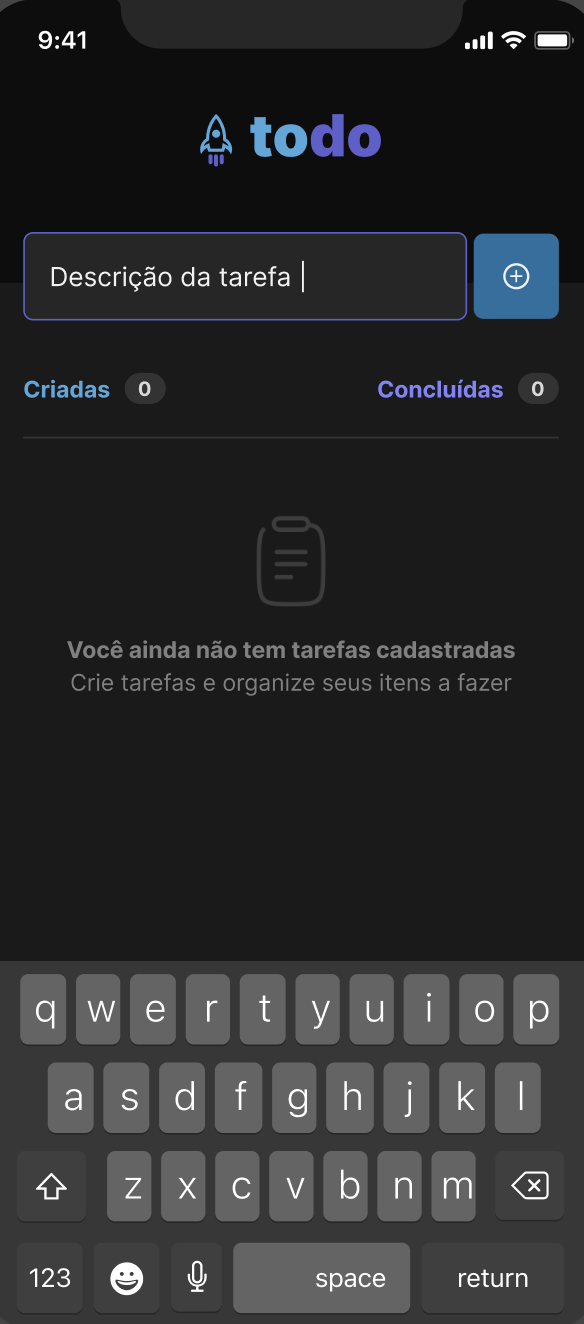 9:41
todo
Descrição da tarefa
Criadas 0 Concluídas 0
Você ainda não tem tarefas cadastradas
Crie tarefas e organize seus itens a fazer
q w e r t y u i o p
a s d f g h j k l
z x c v b n m
123 space return